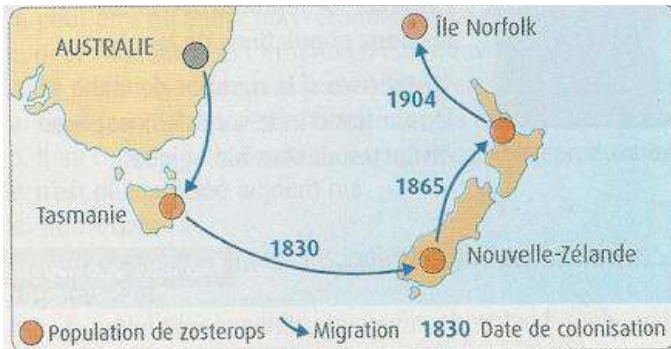 AUSTRALIE
Île Norfolk
1904
1865
Tasmanie
1830
Nouvelle-Zélande
Population de zosterops
Migration
1830 Date de colonisation